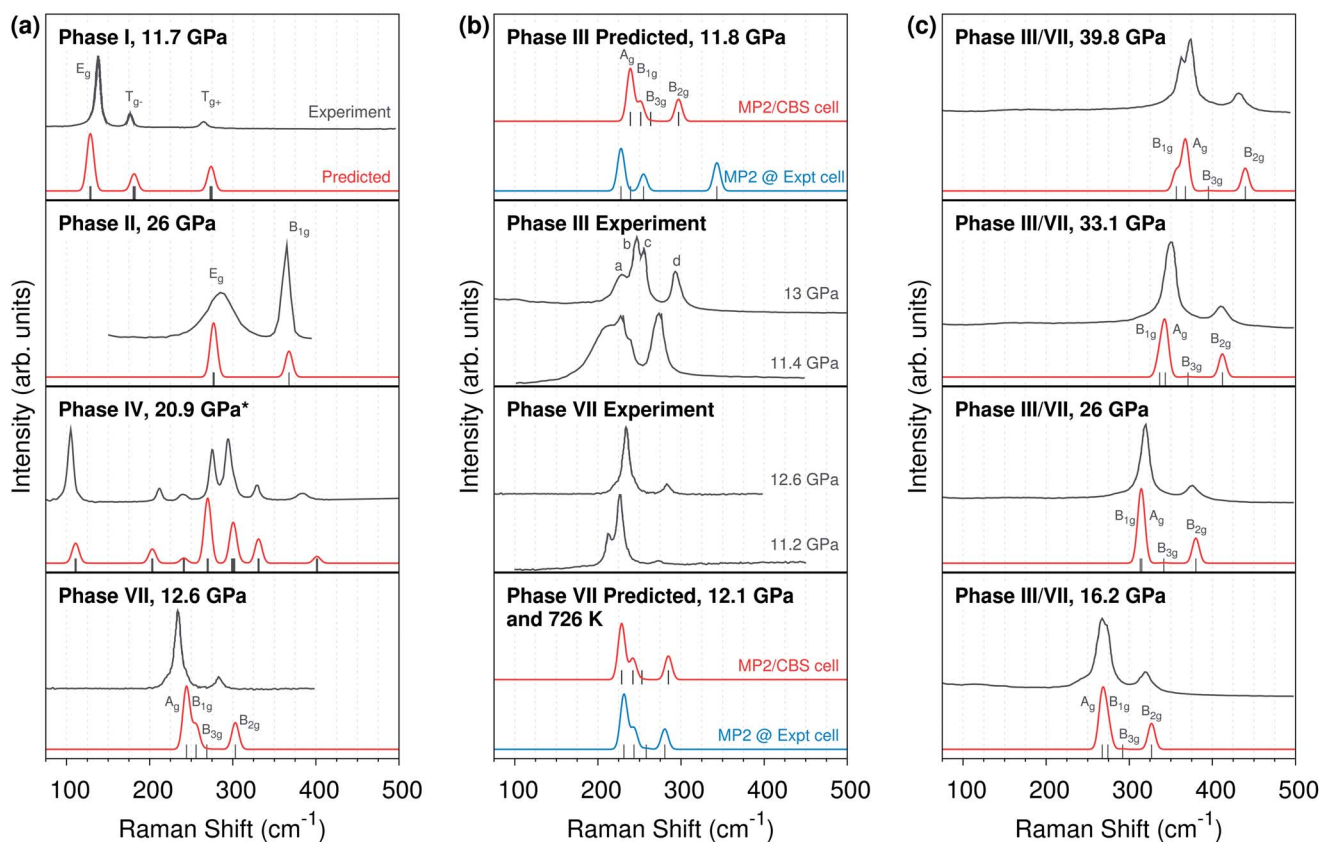 (a)
Phase I, 11.7 GPa
Eg
Tg-
Tg+
Experiment
Predicted
Phase II, 26 GPa
B1g
Eg
Phase IV, 20.9 GPa*
Phase VII, 12.6 GPa
Ag
B1g
B3g
B2g
100
200
300
400
500
Raman Shift (cm-1)
Intensity (arb. units)
(b)
Phase III Predicted, 11.8 GPa
Ag
B1g
B3g
B2g
MP2/CBS cell
MP2 @ Expt cell
Phase III Experiment
a
b
c
d
13 GPa
11.4 GPa
Phase VII Experiment
12.6 GPa
11.2 GPa
Phase VII Predicted, 12.1 GPa
and 726 K
MP2/CBS cell
MP2 @ Expt cell
100
200
300
400
500
Raman Shift (cm-1)
Intensity (arb. units)
(c)
Phase III/VII, 39.8 GPa
B1g
Ag
B3g
B2g
Phase III/VII, 33.1 GPa
B1g
Ag
B3g
B2g
Phase III/VII, 26 GPa
B1g
Ag
B3g
B2g
Phase III/VII, 16.2 GPa
Ag
B1g
B3g
B2g
100
200
300
400
500
Raman Shift (cm-1)
Intensity (arb. units)